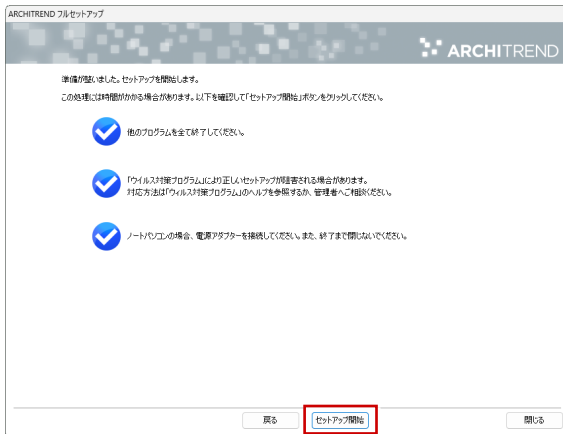 ARCHITREND フルセットアップ
ARCHITREND
準備が整いました。セットアップを開始します。
この処理には時間がかかる場合があります。以下を確認して「セットアップ開始」ボタンをクリックしてください。
他のプログラムを全て終了してください。
「ウイルス対策プログラム」により正しいセットアップが障害される場合があります。
対応方法は「ウィルス対策プログラム」のヘルプを参照するか、管理者へご相談ください。
ノートパソコンの場合、電源アダプターを接続してください。また、終了まで閉じないでください。
戻る セットアップ開始 閉じる